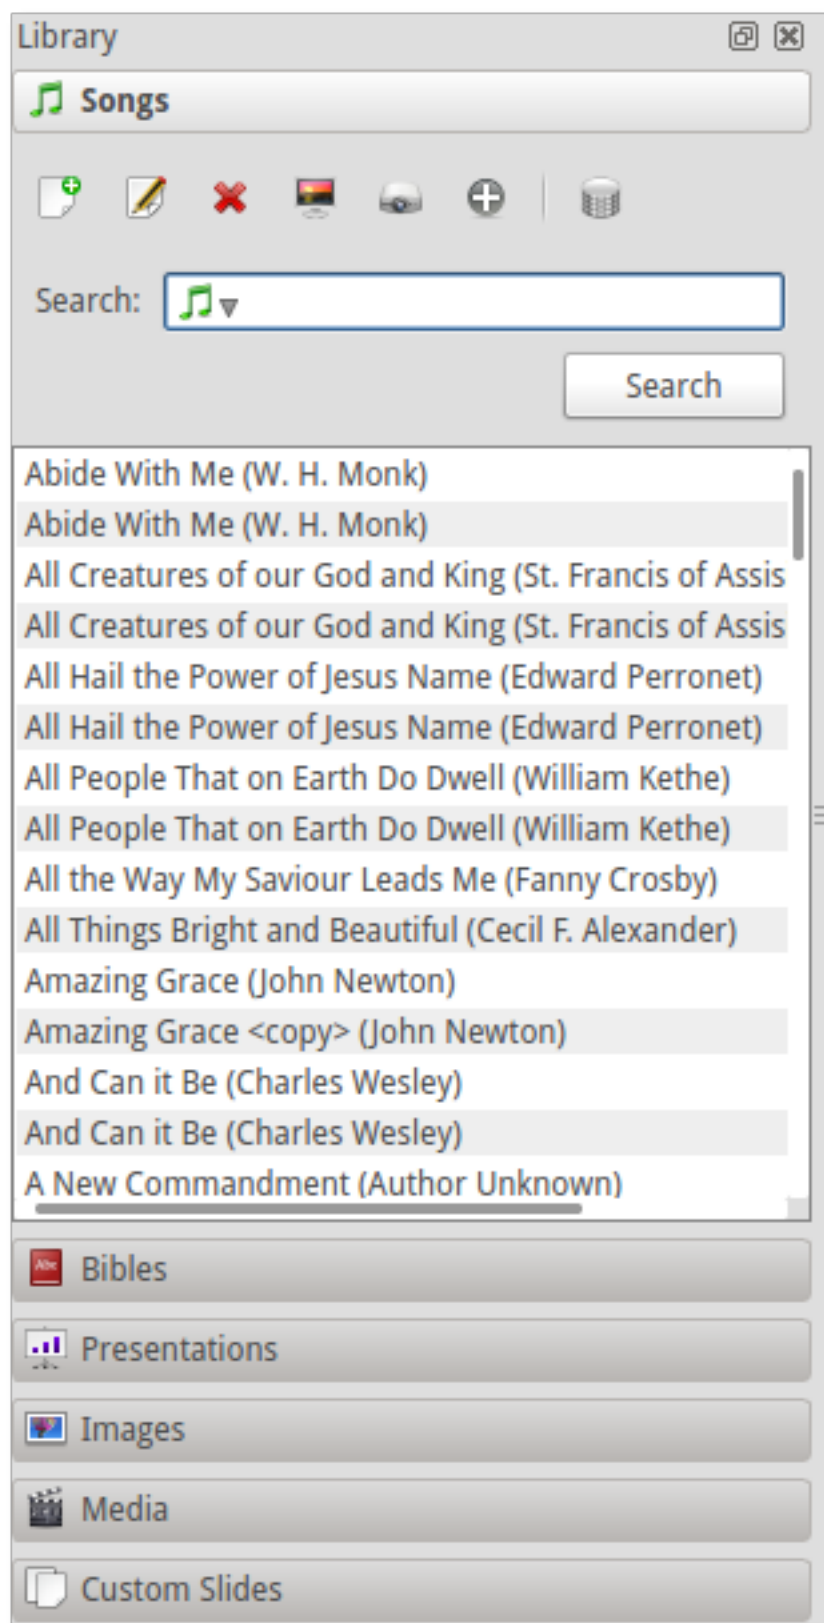 Library
Songs
Search:
Search
Abide With Me (W. H. Monk)
Abide With Me (W. H. Monk)
All Creatures of our God and King (St. Francis of Assis
All Creatures of our God and King (St. Francis of Assis
All Hail the Power of Jesus Name (Edward Perronet)
All Hail the Power of Jesus Name (Edward Perronet)
All People That on Earth Do Dwell (William Kethe)
All People That on Earth Do Dwell (William Kethe)
All the Way My Saviour Leads Me (Fanny Crosby)
All Things Bright and Beautiful (Cecil F. Alexander)
Amazing Grace (John Newton)
Amazing Grace <copy> (John Newton)
And Can it Be (Charles Wesley)
And Can it Be (Charles Wesley)
A New Commandment (Author Unknown)
Abc Bibles
Presentations
Images
Media
Custom Slides